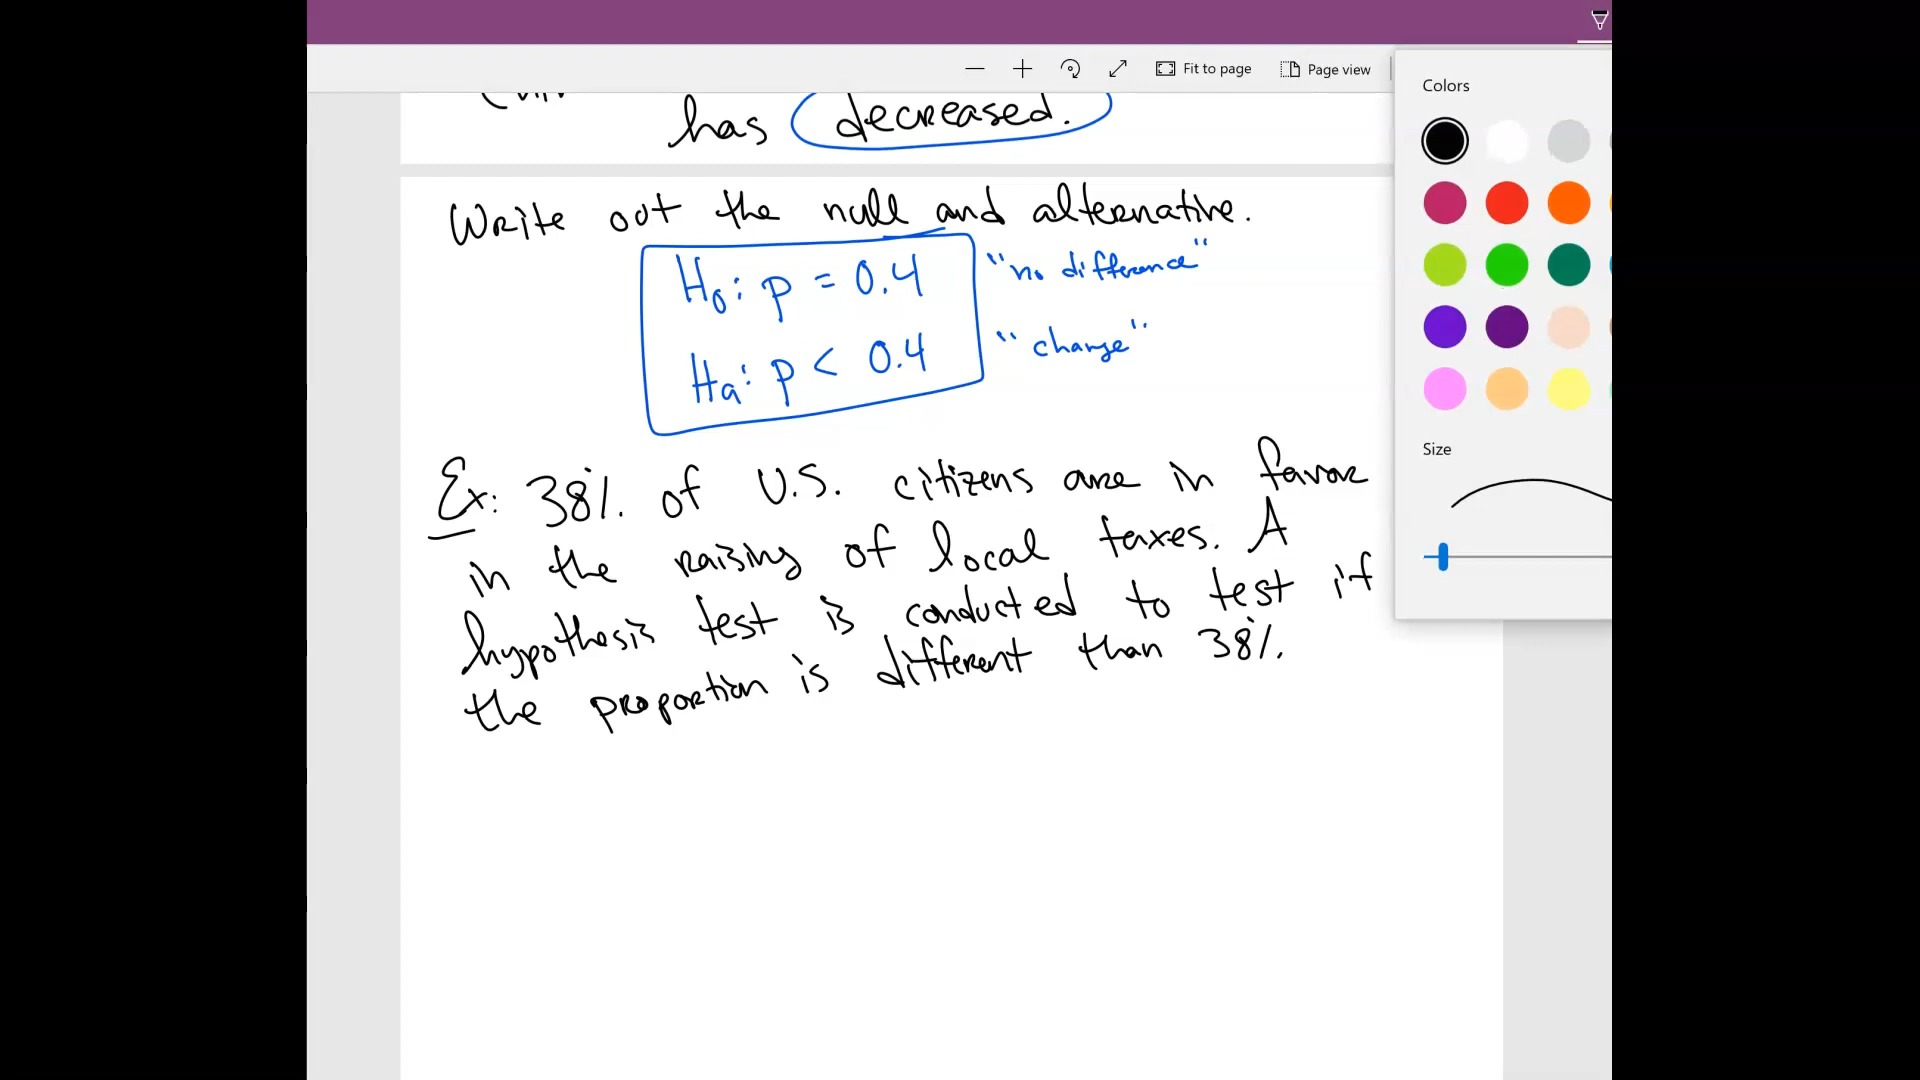 Fit to page
Page view
Colors
has decreased.
Write out the null and alternative.
H0: p = 0.4 "no difference"
Ha: p < 0.4 "change"
Ex: 38% of U.S. citizens are in favor
in the raising of local taxes. A
hypothesis test is conducted to test if
the proportion is different than 38%.
Size